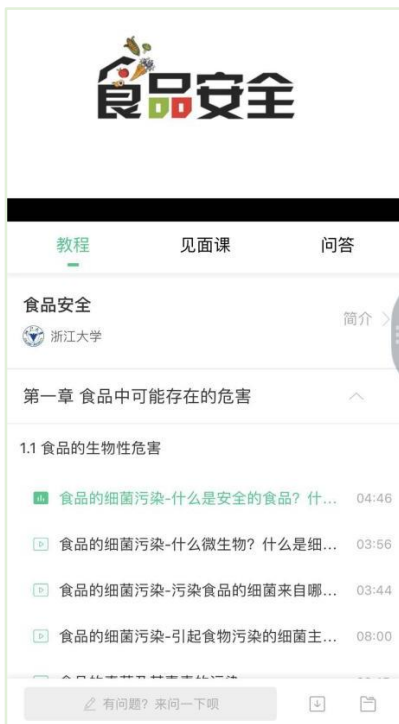 食品安全
教程 见面课 问答
食品安全
简介
浙江大学
第一章 食品中可能存在的危害
1.1 食品的生物性危害
食品的细菌污染-什么是安全的食品？什... 04:46
食品的细菌污染-什么微生物？什么是细... 03:56
食品的细菌污染-污染食品的细菌来自哪... 03:44
食品的细菌污染-引起食物污染的细菌主... 08:00
有问题？来问一下呗